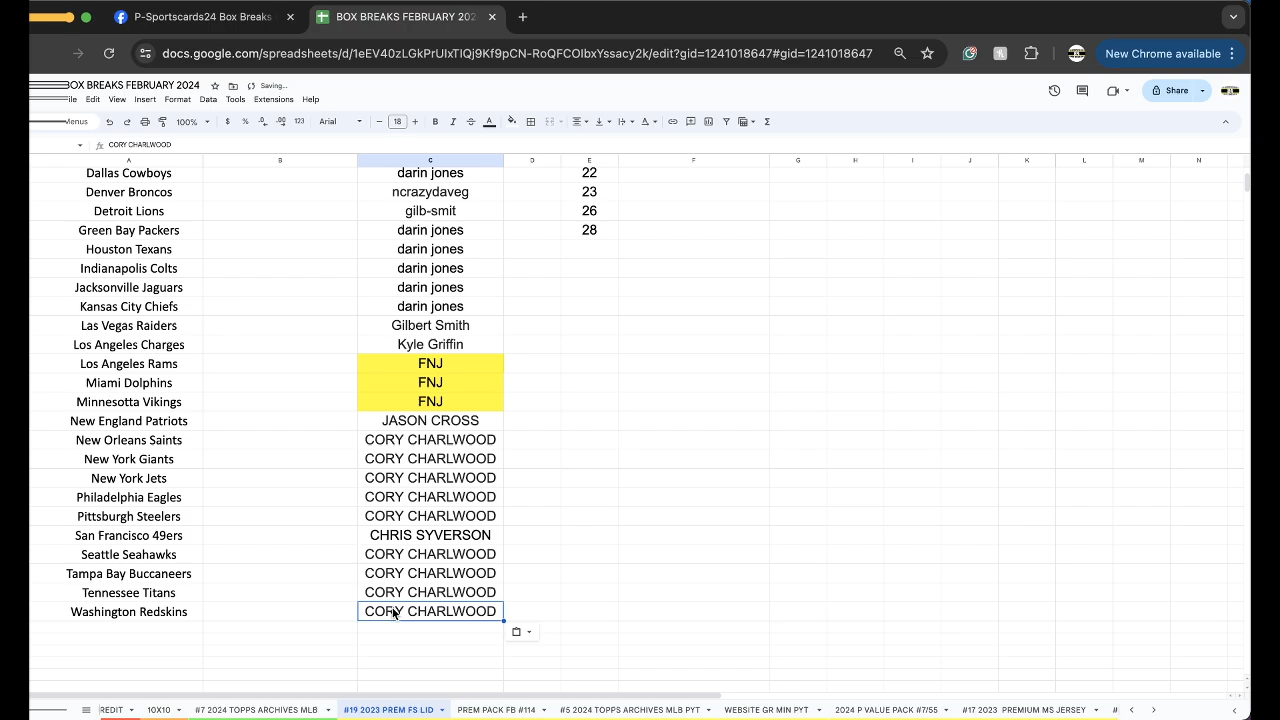 P-Sportscards24 Box Breaks
BOX BREAKS FEBRUARY 202
docs.google.com/spreadsheets/d/1eEV40zLGkPrUIxTIQj9Kf9pCN-RoQFCOIbxYssacy2k/edit?gid=1241018647#gid=1241018647
New Chrome available
BOX BREAKS FEBRUARY 2024
Saving...
ile Edit View Insert Format Data Tools Extensions Help
Share
Menus 100% $ % .0 .00 123 Arial 18
CORY CHARLWOOD
A B C D E F G H I J K L M N
Dallas Cowboys darin jones 22
Denver Broncos ncrazydaveg 23
Detroit Lions gilb-smit 26
Green Bay Packers darin jones 28
Houston Texans darin jones
Indianapolis Colts darin jones
Jacksonville Jaguars darin jones
Kansas City Chiefs darin jones
Las Vegas Raiders Gilbert Smith
Los Angeles Charges Kyle Griffin
Los Angeles Rams FNJ
Miami Dolphins FNJ
Minnesotta Vikings FNJ
New England Patriots JASON CROSS
New Orleans Saints CORY CHARLWOOD
New York Giants CORY CHARLWOOD
New York Jets CORY CHARLWOOD
Philadelphia Eagles CORY CHARLWOOD
Pittsburgh Steelers CORY CHARLWOOD
San Francisco 49ers CHRIS SYVERSON
Seattle Seahawks CORY CHARLWOOD
Tampa Bay Buccaneers CORY CHARLWOOD
Tennessee Titans CORY CHARLWOOD
Washington Redskins CORY CHARLWOOD
REDIT 10X10 #7 2024 TOPPS ARCHIVES MLB #19 2023 PREM FS LID PREM PACK FB #114 #5 2024 TOPPS ARCHIVES MLB PYT WEBSITE GR MIN PYT 2024 P VALUE PACK #7/55 #17 2023 PREMIUM MS JERSEY #